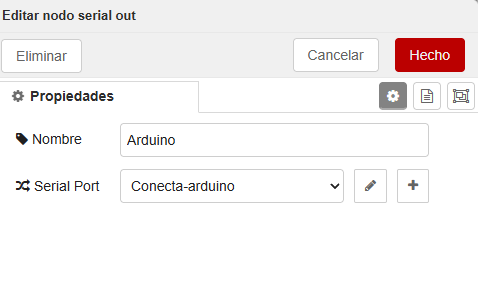 Editar nodo serial out
Eliminar Cancelar Hecho
Propiedades
Nombre Arduino
Serial Port Conecta-arduino